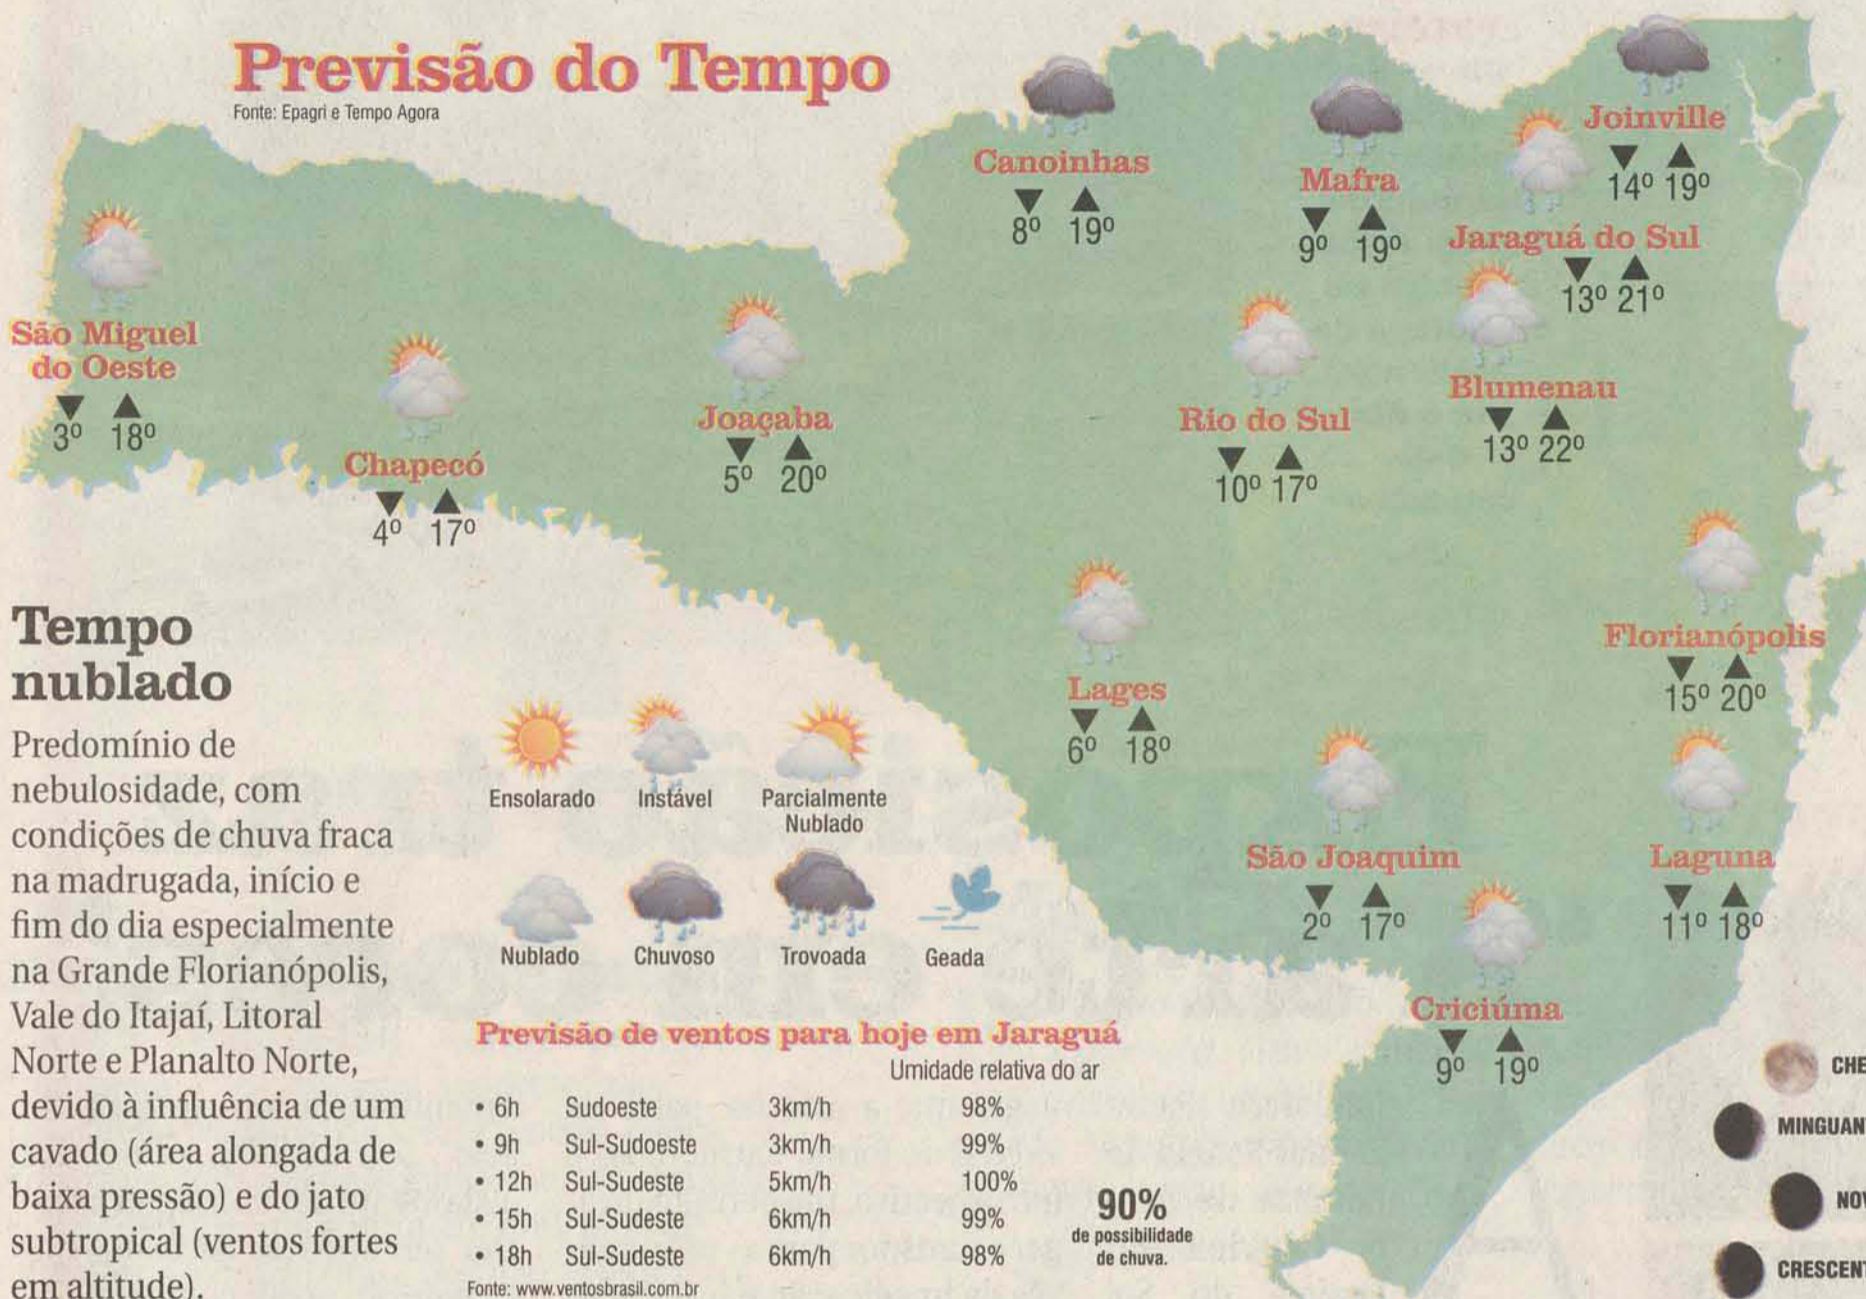 Previsão do Tempo
Fonte: Epagri e Tempo Agora
Canoinhas
8º 19º
Mafra
9º 19º
Joinville
14º 19º
Jaraguá do Sul
13º 21º
São Miguel
do Oeste
3º 18º
Chapecó
4º 17º
Joaçaba
5º 20º
Rio do Sul
10º 17º
Blumenau
13º 22º
Florianópolis
15º 20º
Lages
6º 18º
São Joaquim
2º 17º
Laguna
11º 18º
Criciúma
9º 19º
Tempo
nublado
Predomínio de
nebulosidade, com
condições de chuva fraca
na madrugada, início e
fim do dia especialmente
na Grande Florianópolis,
Vale do Itajaí, Litoral
Norte e Planalto Norte,
devido à influência de um
cavado (área alongada de
baixa pressão) e do jato
subtropical (ventos fortes
em altitude).
Ensolarado
Instável
Parcialmente
Nublado
Nublado
Chuvoso
Trovoada
Geada
Previsão de ventos para hoje em Jaraguá
Umidade relativa do ar
• 6h Sudoeste 3km/h 98%
• 9h Sul-Sudoeste 3km/h 99%
• 12h Sul-Sudeste 5km/h 100%
• 15h Sul-Sudeste 6km/h 99%
• 18h Sul-Sudeste 6km/h 98%
90%
de possibilidade
de chuva.
Fonte: www.ventosbrasil.com.br
CHE
MINGUAN
NOV
CRESCENT